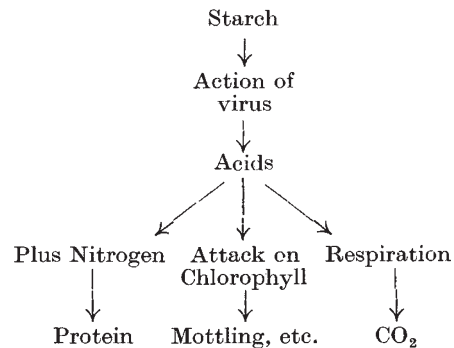 Starch
Action of
virus
Acids
Plus Nitrogen Attack on Respiration
Chlorophyll
Protein Mottling, etc. CO₂